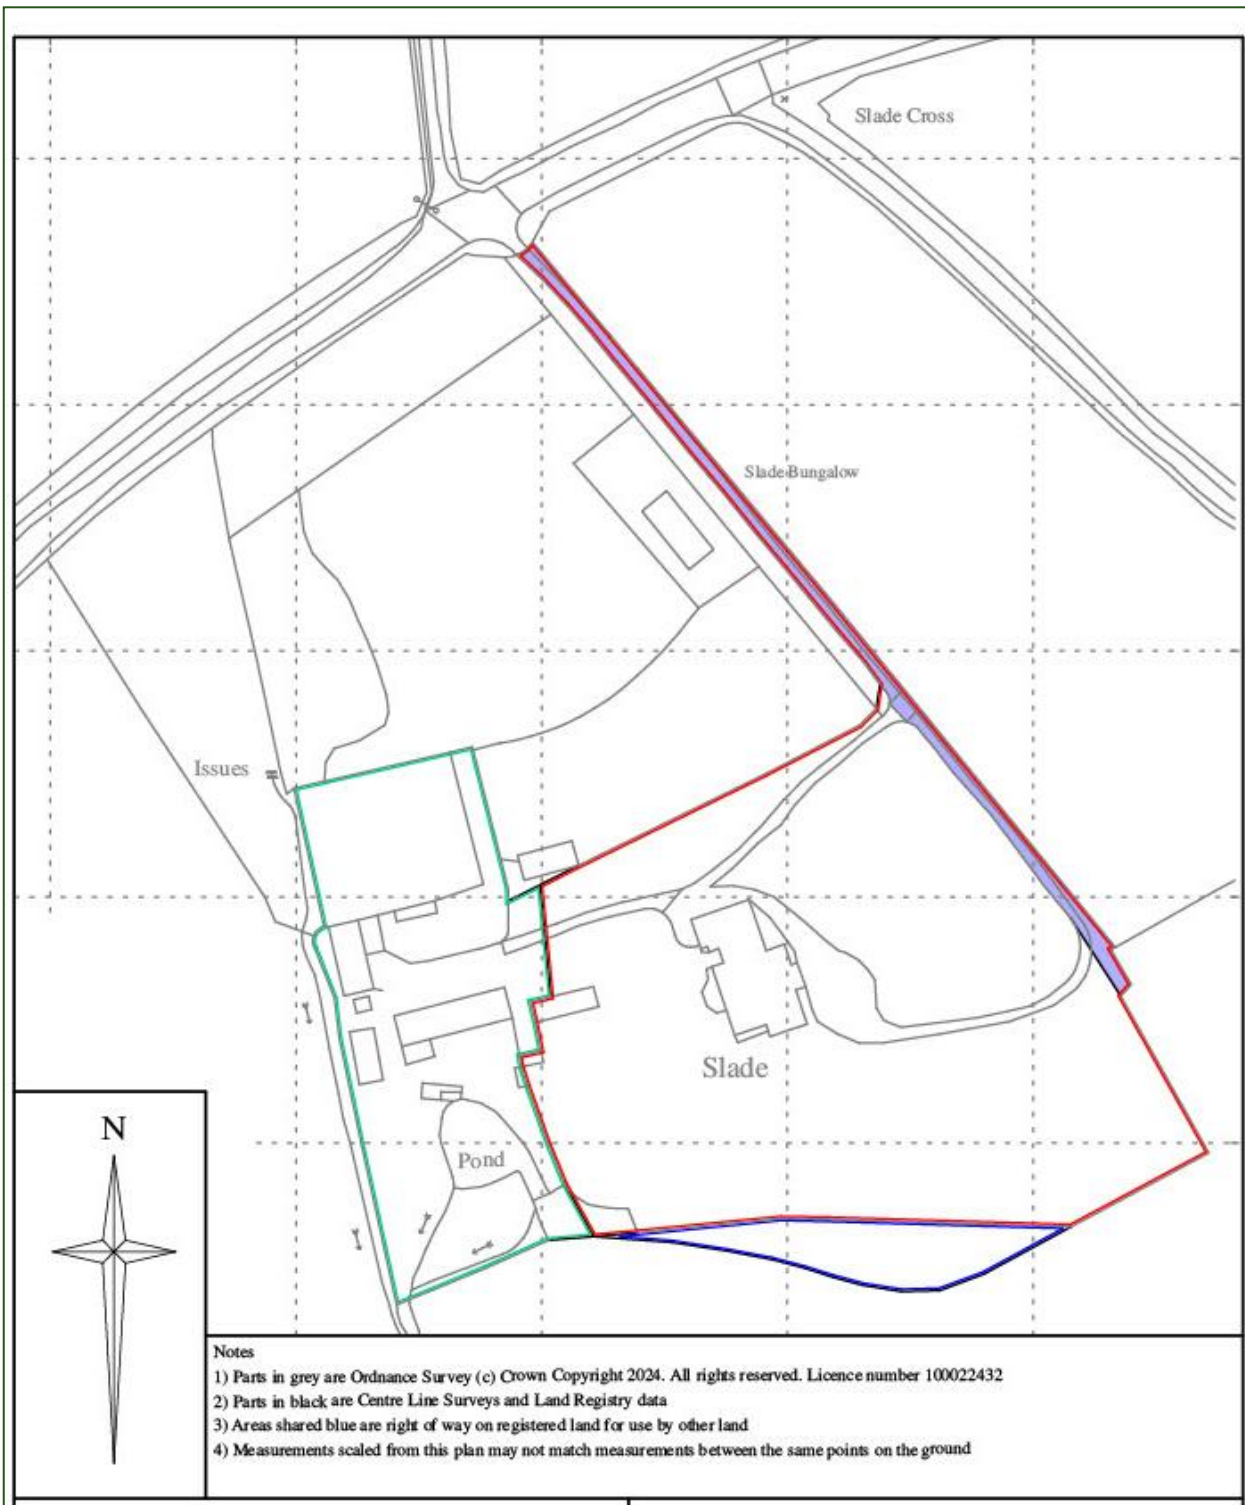 Slade Cross
Slade Bungalow
Issues
Slade
Pond
N
Notes
1) Parts in grey are Ordnance Survey (c) Crown Copyright 2024. All rights reserved. Licence number 100022432
2) Parts in black are Centre Line Surveys and Land Registry data
3) Areas shared blue are right of way on registered land for use by other land
4) Measurements scaled from this plan may not match measurements between the same points on the ground